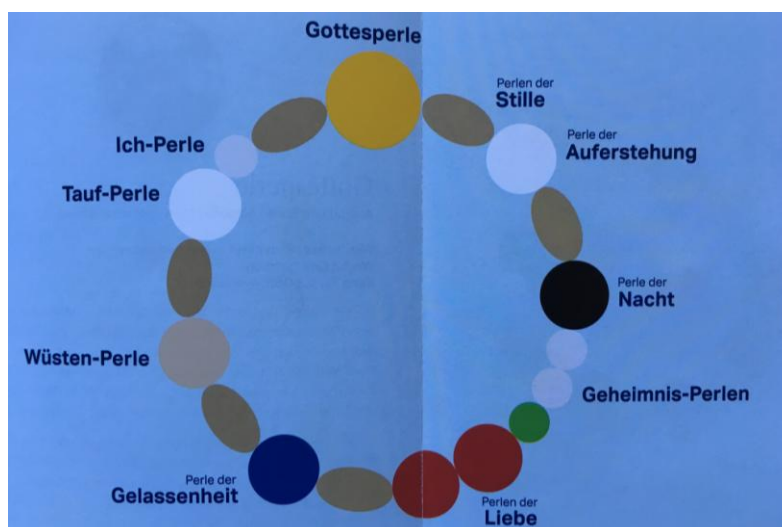 Gottesperle
Perlen der
Stille
Perle der
Auferstehung
Ich-Perle
Tauf-Perle
Perle der
Nacht
Wüsten-Perle
Geheimnis-Perlen
Perle der
Gelassenheit
Perlen der
Liebe